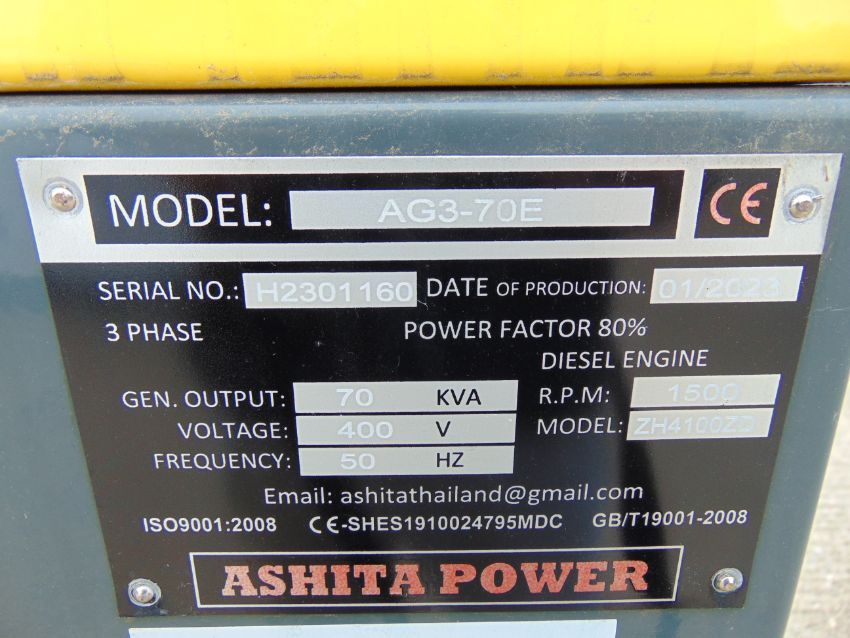 MODEL: AG3-70E CE
SERIAL NO.: H2301160 DATE OF PRODUCTION: 01/2023
3 PHASE POWER FACTOR 80%
DIESEL ENGINE
GEN. OUTPUT: 70 KVA R.P.M: 1500
VOLTAGE: 400 V MODEL: ZH4100ZD
FREQUENCY: 50 HZ
Email: ashitathailand@gmail.com
ISO9001:2008 CE-SHES1910024795MDC GB/T19001-2008
ASHITA POWER